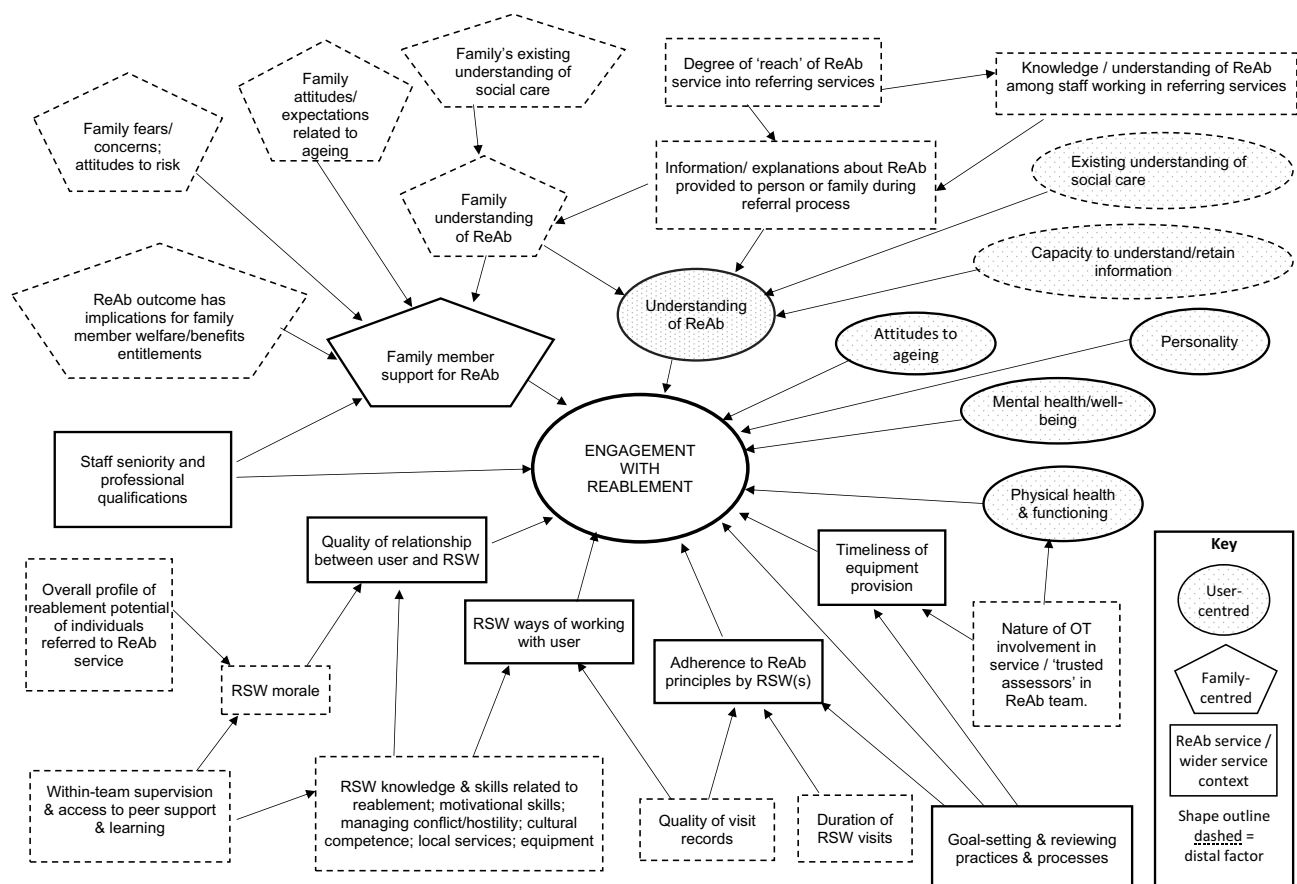 Family fears/
concerns;
attitudes to
risk
Family
attitudes/
expectations
related to
ageing
Family's existing
understanding of
social care
Degree of 'reach' of ReAb
service into referring services
Knowledge / understanding of ReAb
among staff working in referring services
Family
understanding
of ReAb
Information/ explanations about ReAb
provided to person or family during
referral process
Existing understanding of
social care
Capacity to understand/retain
information
ReAb outcome has
implications for family
member welfare/benefits
entitlements
Family member
support for ReAb
Understanding
of ReAb
Attitudes to
ageing
Personality
Mental health/well-
being
Staff seniority and
professional
qualifications
ENGAGEMENT
WITH
REABLEMENT
Physical health
& functioning
Quality of relationship
between user and RSW
Timeliness of
equipment
provision
Overall profile of
reablement potential
of individuals
referred to ReAb
service
RSW morale
RSW ways of working
with user
Adherence to ReAb
principles by RSW(s)
Nature of OT
involvement in
service / 'trusted
assessors' in
ReAb team.
Within-team supervision
& access to peer support
& learning
RSW knowledge & skills related to
reablement; motivational skills;
managing conflict/hostility; cultural
competence; local services; equipment
Quality of visit
records
Duration of
RSW visits
Goal-setting & reviewing
practices & processes
Key
User-
centred
Family-
centred
ReAb service /
wider service
context
Shape outline
dashed =
distal factor